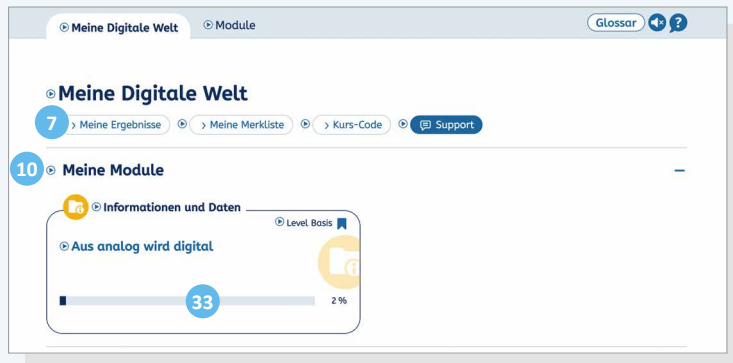 Meine Digitale Welt Module Glossar ?
Meine Digitale Welt
7 > Meine Ergebnisse > Meine Merkliste > Kurs-Code Support
10 Meine Module −
Informationen und Daten
Level Basis
Aus analog wird digital
33 2 %